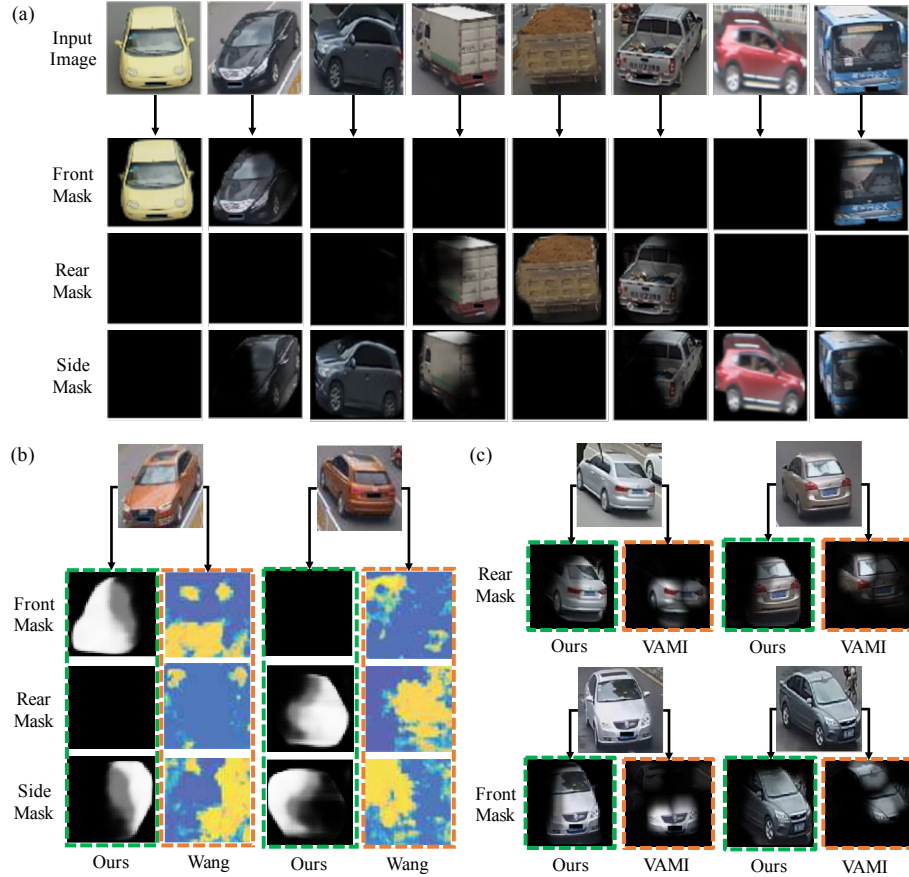 (a)
Input
Image
Front
Mask
Rear
Mask
Side
Mask
(b)
Front
Mask
Rear
Mask
Side
Mask
Ours
Wang
Ours
Wang
(c)
Rear
Mask
Ours
VAMI
Ours
VAMI
Front
Mask
Ours
VAMI
Ours
VAMI